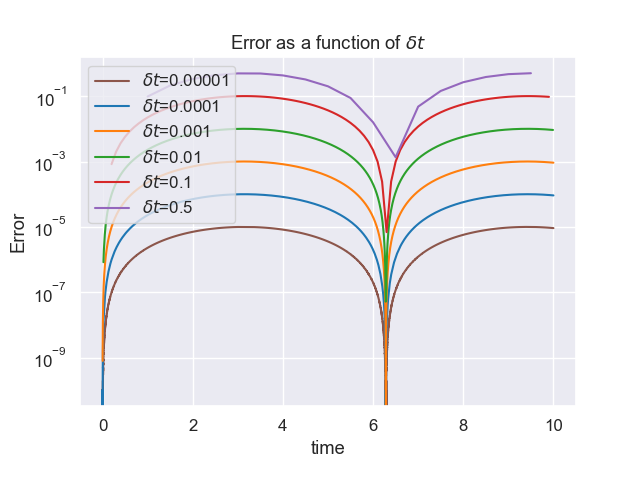 Error as a function of δt
δt=0.00001
δt=0.0001
δt=0.001
δt=0.01
δt=0.1
δt=0.5
Error
10⁻¹
10⁻³
10⁻⁵
10⁻⁷
10⁻⁹
0 2 4 6 8 10
time